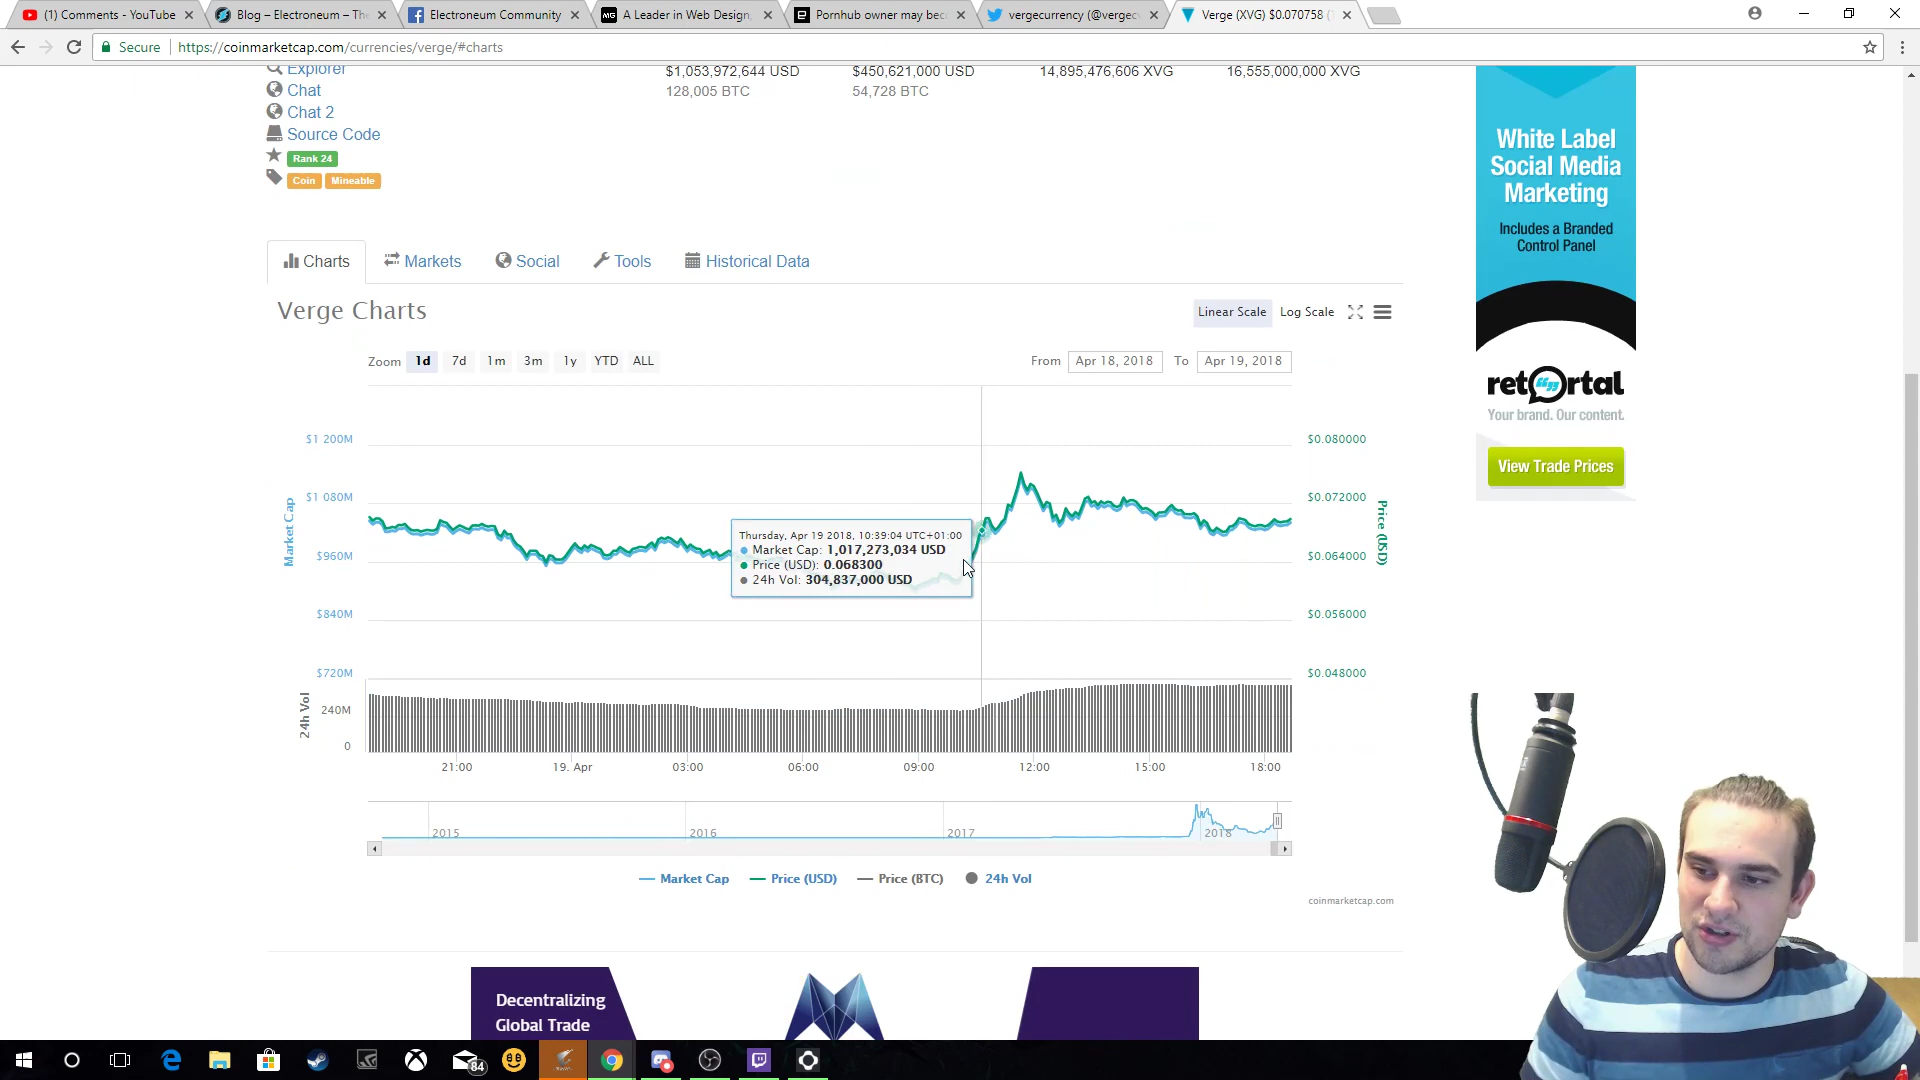 (1) Comments - YouTube
Blog – Electroneum – The
Electroneum Community
A Leader in Web Design,
Pornhub owner may bec
vergecurrency (@vergec
Verge (XVG) $0.070758 (
Secure
https://coinmarketcap.com/currencies/verge/#charts
Explorer
$1,053,972,644 USD
$450,621,000 USD
14,895,476,606 XVG
16,555,000,000 XVG
Chat
128,005 BTC
54,728 BTC
Chat 2
Source Code
Rank 24
Coin
Mineable
White Label
Social Media
Marketing
Includes a Branded
Control Panel
retortal
Your brand. Our content.
View Trade Prices
Charts
Markets
Social
Tools
Historical Data
Verge Charts
Linear Scale
Log Scale
Zoom 1d 7d 1m 3m 1y YTD ALL
From Apr 18, 2018 To Apr 19, 2018
$1 200M
$1 080M
$960M
$840M
$720M
Market Cap
$0.080000
$0.072000
$0.064000
$0.056000
$0.048000
Price (USD)
Thursday, Apr 19 2018, 10:39:04 UTC+01:00
Market Cap: 1,017,273,034 USD
Price (USD): 0.068300
24h Vol: 304,837,000 USD
24h Vol
240M
0
21:00 19. Apr 03:00 06:00 09:00 12:00 15:00 18:00
2015 2016 2017 2018
Market Cap
Price (USD)
Price (BTC)
24h Vol
coinmarketcap.com
Decentralizing
Global Trade
84